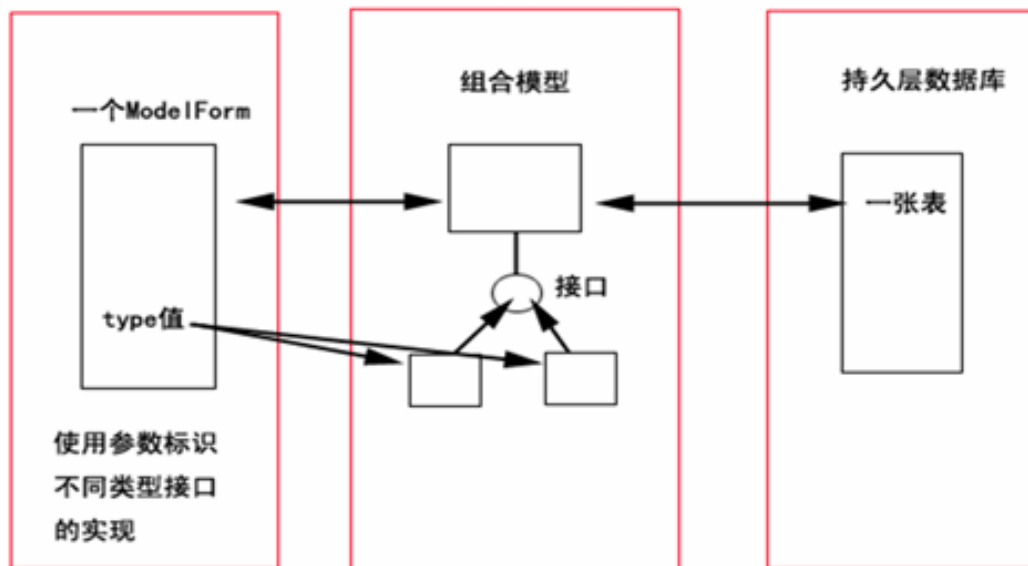 一个ModelForm
type值
使用参数标识
不同类型接口
的实现
组合模型
接口
持久层数据库
一张表